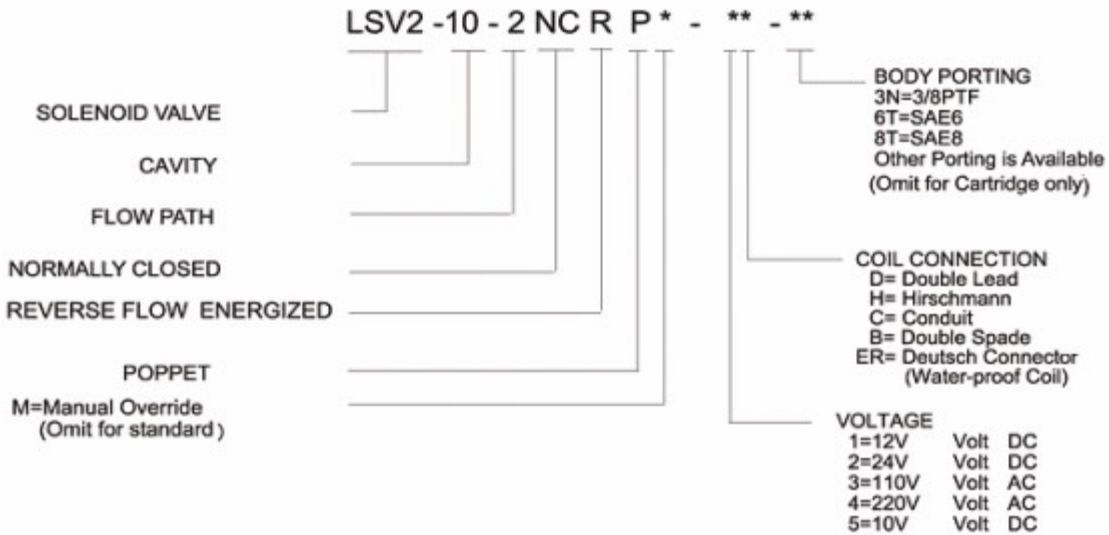 LSV2 -10 - 2 NC R P * - ** - **
SOLENOID VALVE
CAVITY
FLOW PATH
NORMALLY CLOSED
REVERSE FLOW ENERGIZED
POPPET
M=Manual Override
(Omit for standard)
BODY PORTING
3N=3/8PTF
6T=SAE6
8T=SAE8
Other Porting is Available
(Omit for Cartridge only)
COIL CONNECTION
D= Double Lead
H= Hirschmann
C= Conduit
B= Double Spade
ER= Deutsch Connector
(Water-proof Coil)
VOLTAGE
1=12V Volt DC
2=24V Volt DC
3=110V Volt AC
4=220V Volt AC
5=10V Volt DC